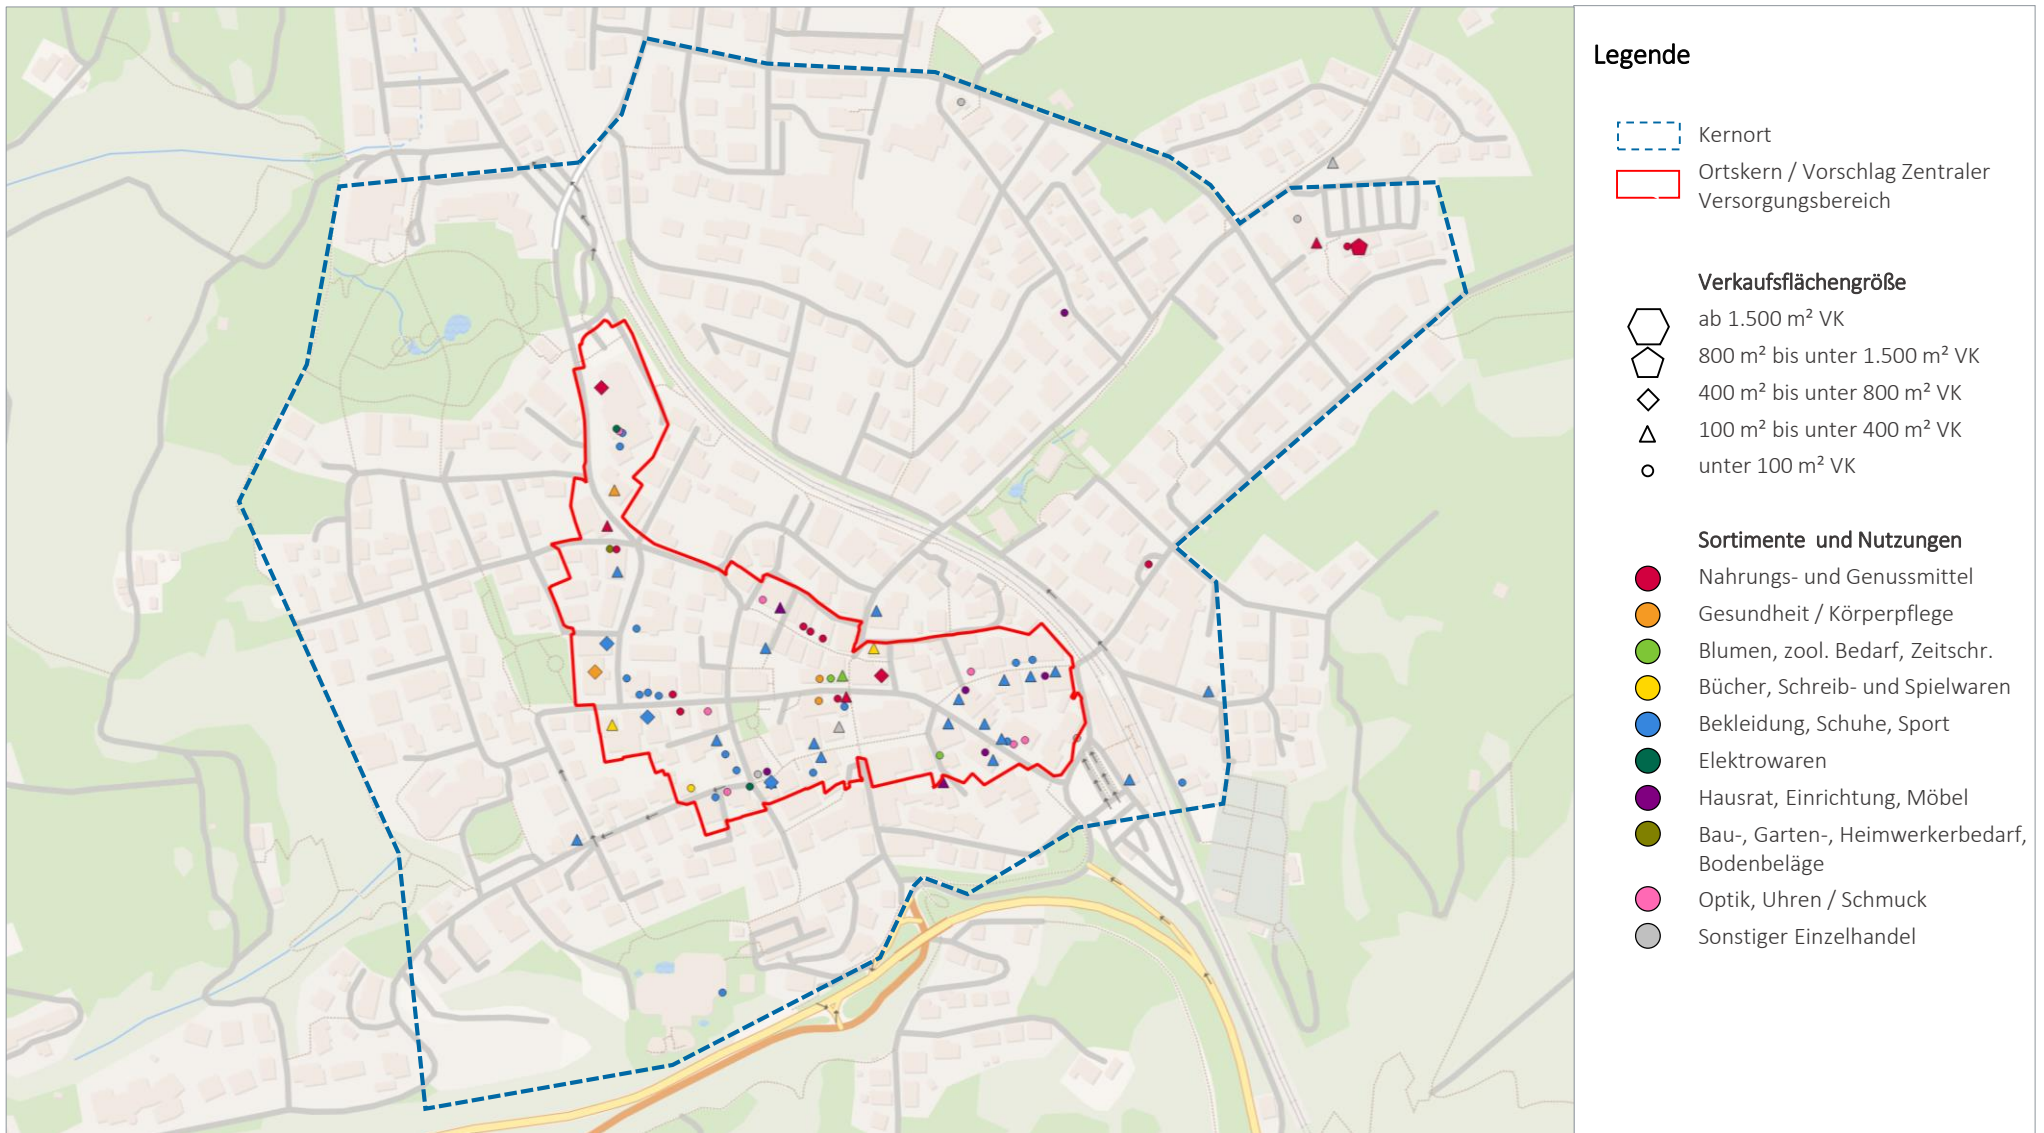 Legende
Kernort
Ortskern / Vorschlag Zentraler
Versorgungsbereich
Verkaufsflächengröße
ab 1.500 m² VK
800 m² bis unter 1.500 m² VK
400 m² bis unter 800 m² VK
100 m² bis unter 400 m² VK
unter 100 m² VK
Sortimente und Nutzungen
Nahrungs- und Genussmittel
Gesundheit / Körperpflege
Blumen, zool. Bedarf, Zeitschr.
Bücher, Schreib- und Spielwaren
Bekleidung, Schuhe, Sport
Elektrowaren
Hausrat, Einrichtung, Möbel
Bau-, Garten-, Heimwerkerbedarf,
Bodenbeläge
Optik, Uhren / Schmuck
Sonstiger Einzelhandel